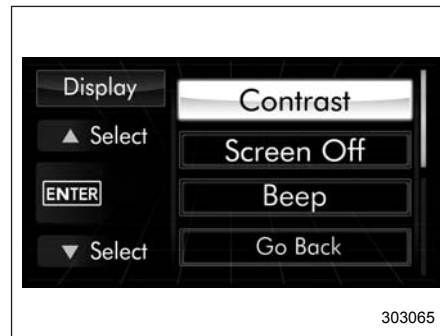 Display
▲ Select
ENTER
▼ Select
Contrast
Screen Off
Beep
Go Back
303065